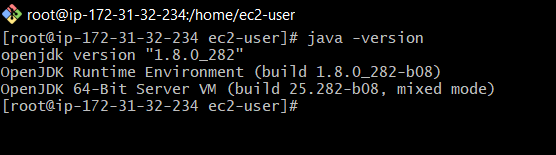 root@ip-172-31-32-234:/home/ec2-user
[root@ip-172-31-32-234 ec2-user]# java -version
openjdk version "1.8.0_282"
OpenJDK Runtime Environment (build 1.8.0_282-b08)
OpenJDK 64-Bit Server VM (build 25.282-b08, mixed mode)
[root@ip-172-31-32-234 ec2-user]#